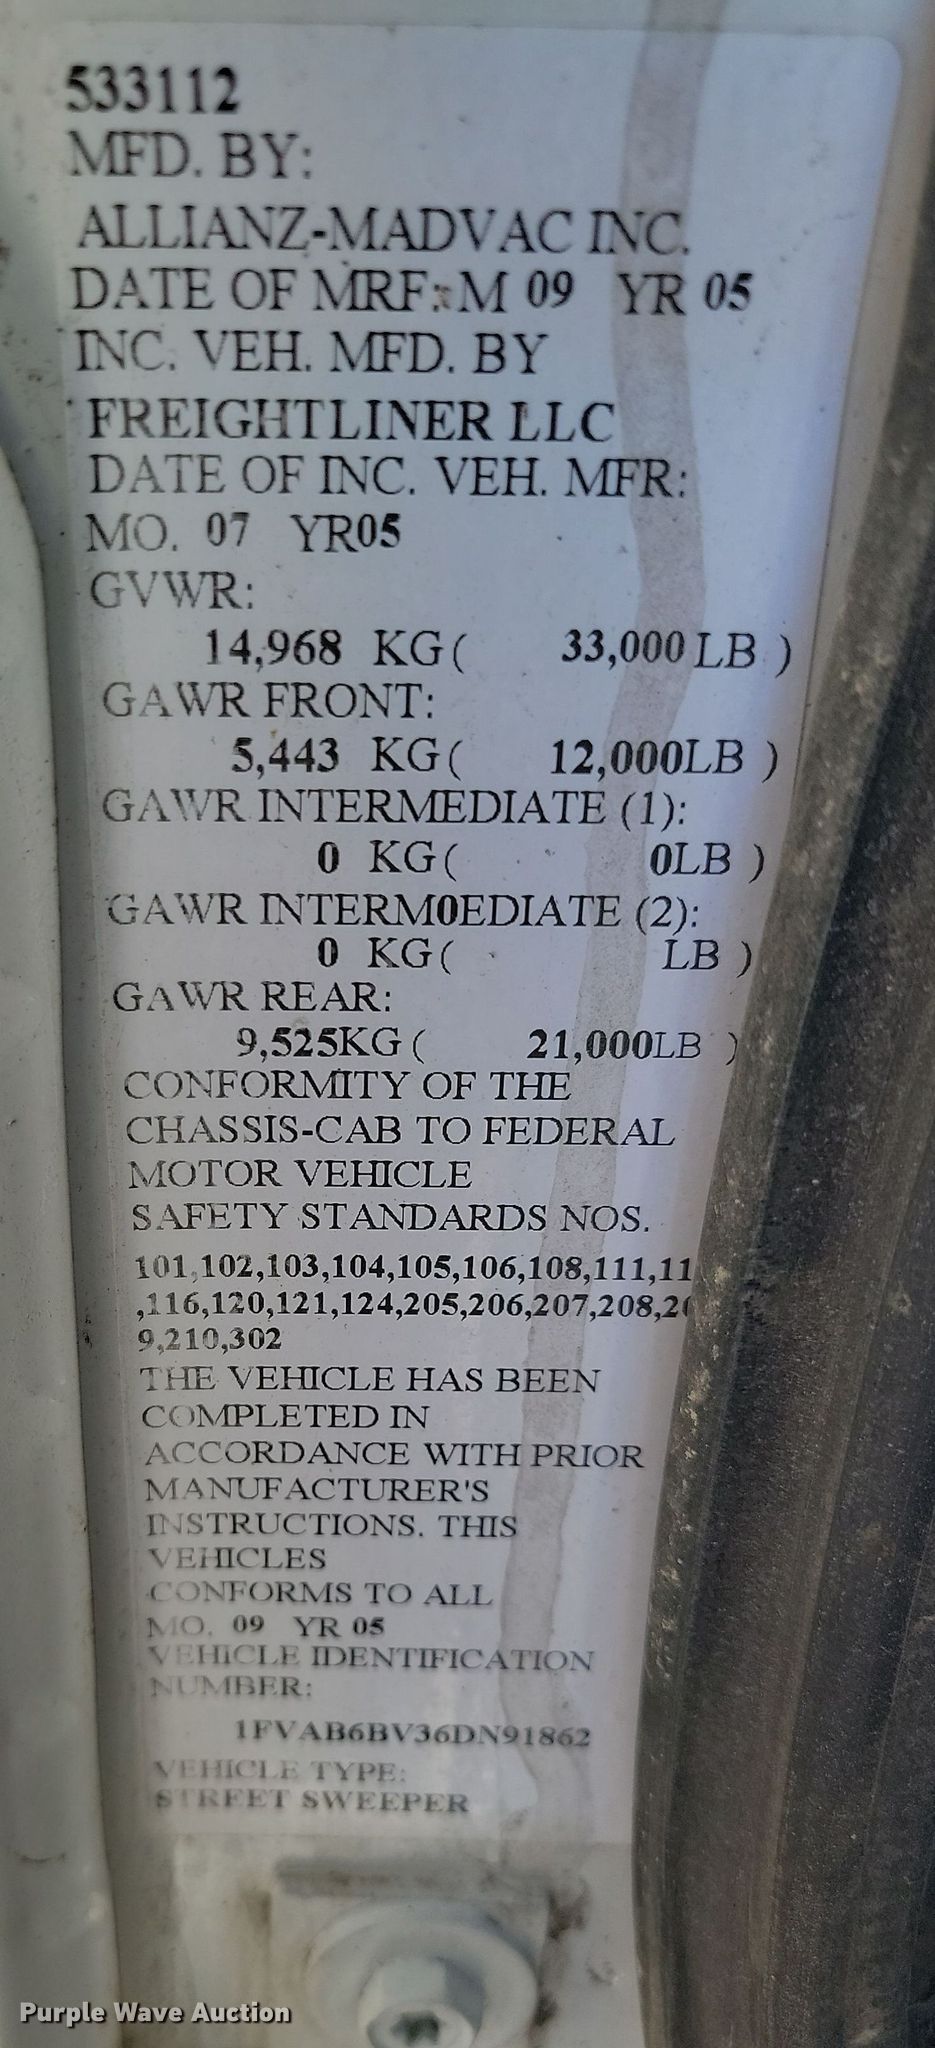 533112
MFD. BY:
ALLIANZ-MADVAC INC.
DATE OF MRF: M 09 YR 05
INC. VEH. MFD. BY
FREIGHTLINER LLC
DATE OF INC. VEH. MFR:
MO. 07 YR05
GVWR:
14,968 KG( 33,000 LB )
GAWR FRONT:
5,443 KG( 12,000LB )
GAWR INTERMEDIATE (1):
0 KG( 0LB )
GAWR INTERM0EDIATE (2):
0 KG( LB )
GAWR REAR:
9,525KG( 21,000LB )
CONFORMITY OF THE
CHASSIS-CAB TO FEDERAL
MOTOR VEHICLE
SAFETY STANDARDS NOS.
101,102,103,104,105,106,108,111,11
,116,120,121,124,205,206,207,208,20
9,210,302
THE VEHICLE HAS BEEN
COMPLETED IN
ACCORDANCE WITH PRIOR
MANUFACTURER'S
INSTRUCTIONS. THIS
VEHICLES
CONFORMS TO ALL
MO. 09 YR 05
VEHICLE IDENTIFICATION
NUMBER:
1FVAB6BV36DN91862
VEHICLE TYPE:
STREET SWEEPER
Purple Wave Auction